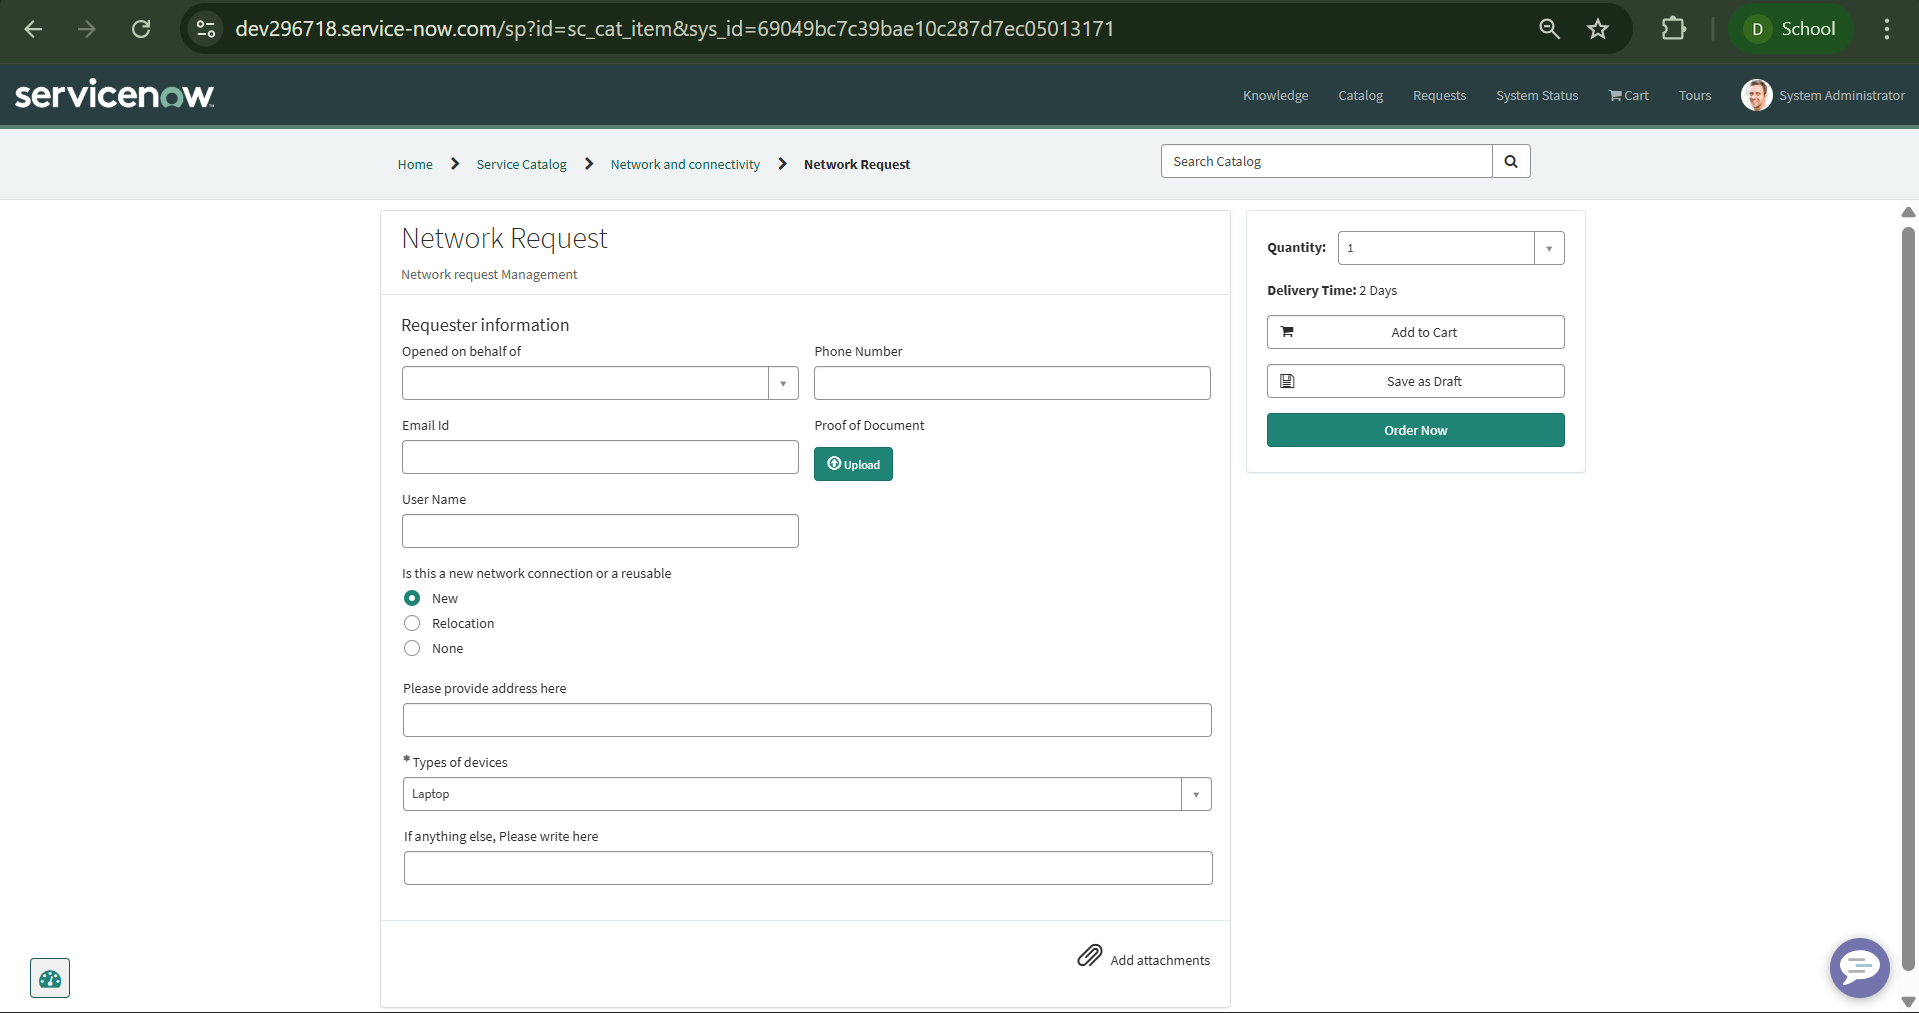 dev296718.service-now.com/sp?id=sc_cat_item&sys_id=69049bc7c39bae10c287d7ec05013171
D School
servicenow
Knowledge Catalog Requests System Status Cart Tours System Administrator
Home Service Catalog Network and connectivity Network Request
Search Catalog
Network Request
Network request Management
Requester information
Opened on behalf of
Phone Number
Email Id
Proof of Document
Upload
User Name
Is this a new network connection or a reusable
New
Relocation
None
Please provide address here
* Types of devices
Laptop
If anything else, Please write here
Add attachments
Quantity: 1
Delivery Time: 2 Days
Add to Cart
Save as Draft
Order Now